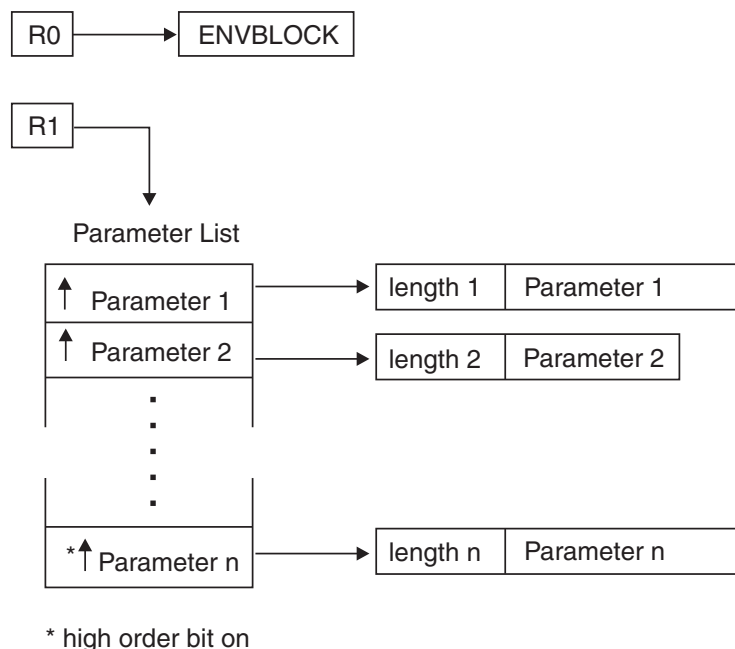 R0 ENVBLOCK
R1
Parameter List
↑ Parameter 1 length 1 Parameter 1
↑ Parameter 2 length 2 Parameter 2
*↑ Parameter n length n Parameter n
* high order bit on